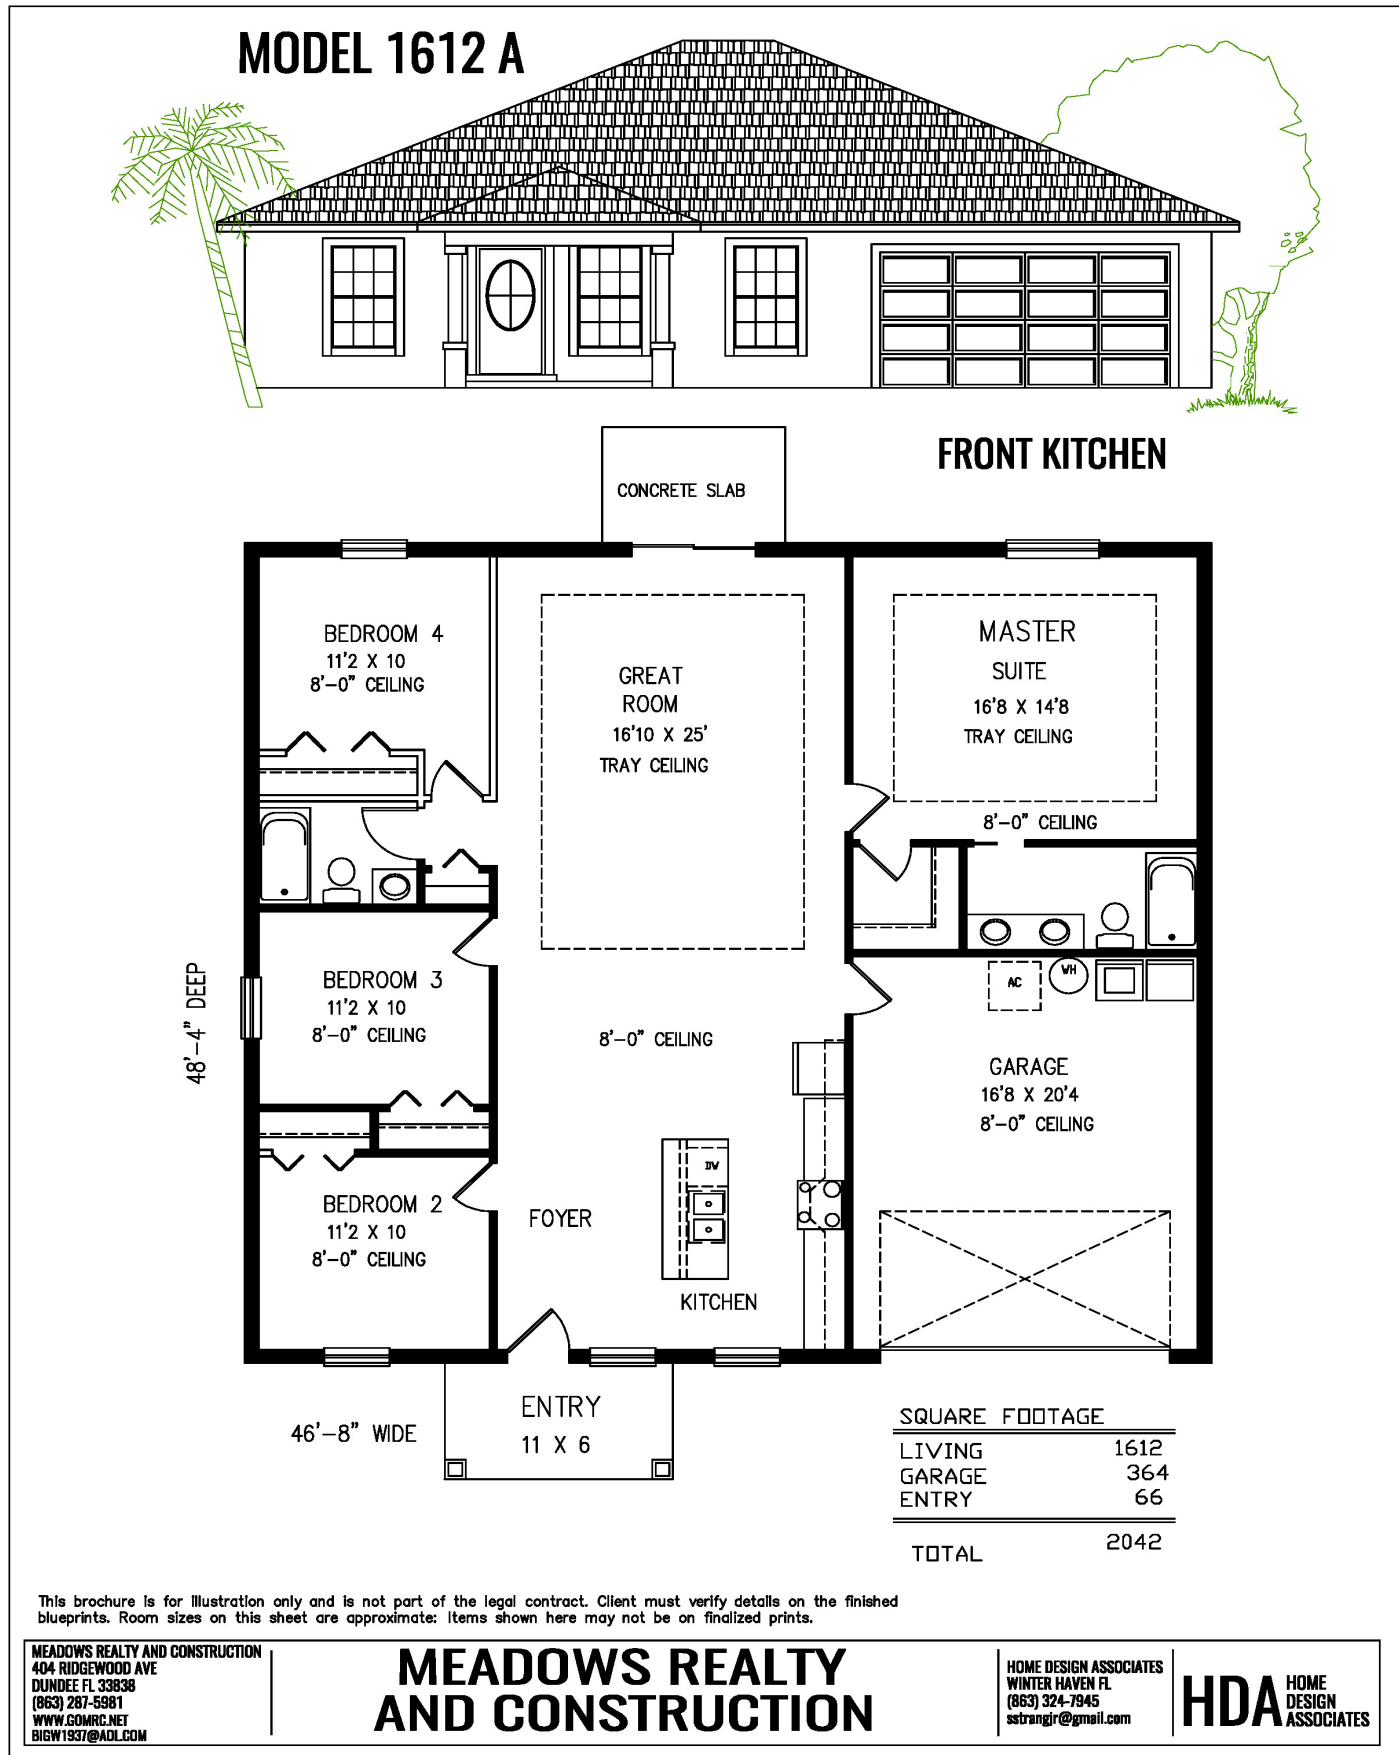 MODEL 1612 A
FRONT KITCHEN
CONCRETE SLAB
BEDROOM 4
11'2 X 10
8'-0" CEILING
GREAT
ROOM
16'10 X 25'
TRAY CEILING
MASTER
SUITE
16'8 X 14'8
TRAY CEILING
8'-0" CEILING
BEDROOM 3
11'2 X 10
8'-0" CEILING
48'-4" DEEP
8'-0" CEILING
AC
WH
GARAGE
16'8 X 20'4
8'-0" CEILING
DW
BEDROOM 2
11'2 X 10
8'-0" CEILING
FOYER
KITCHEN
ENTRY
11 X 6
46'-8" WIDE
SQUARE FOOTAGE
LIVING 1612
GARAGE 364
ENTRY 66
TOTAL 2042
This brochure is for illustration only and is not part of the legal contract. Client must verify details on the finished
blueprints. Room sizes on this sheet are approximate: Items shown here may not be on finalized prints.
MEADOWS REALTY AND CONSTRUCTION
404 RIDGEWOOD AVE
DUNDEE FL 33838
(863) 287-5981
WWW.GOMRC.NET
BIGW1937@AOL.COM
MEADOWS REALTY
AND CONSTRUCTION
HOME DESIGN ASSOCIATES
WINTER HAVEN FL
(863) 324-7945
sstrangjr@gmail.com
HDA
HOME
DESIGN
ASSOCIATES